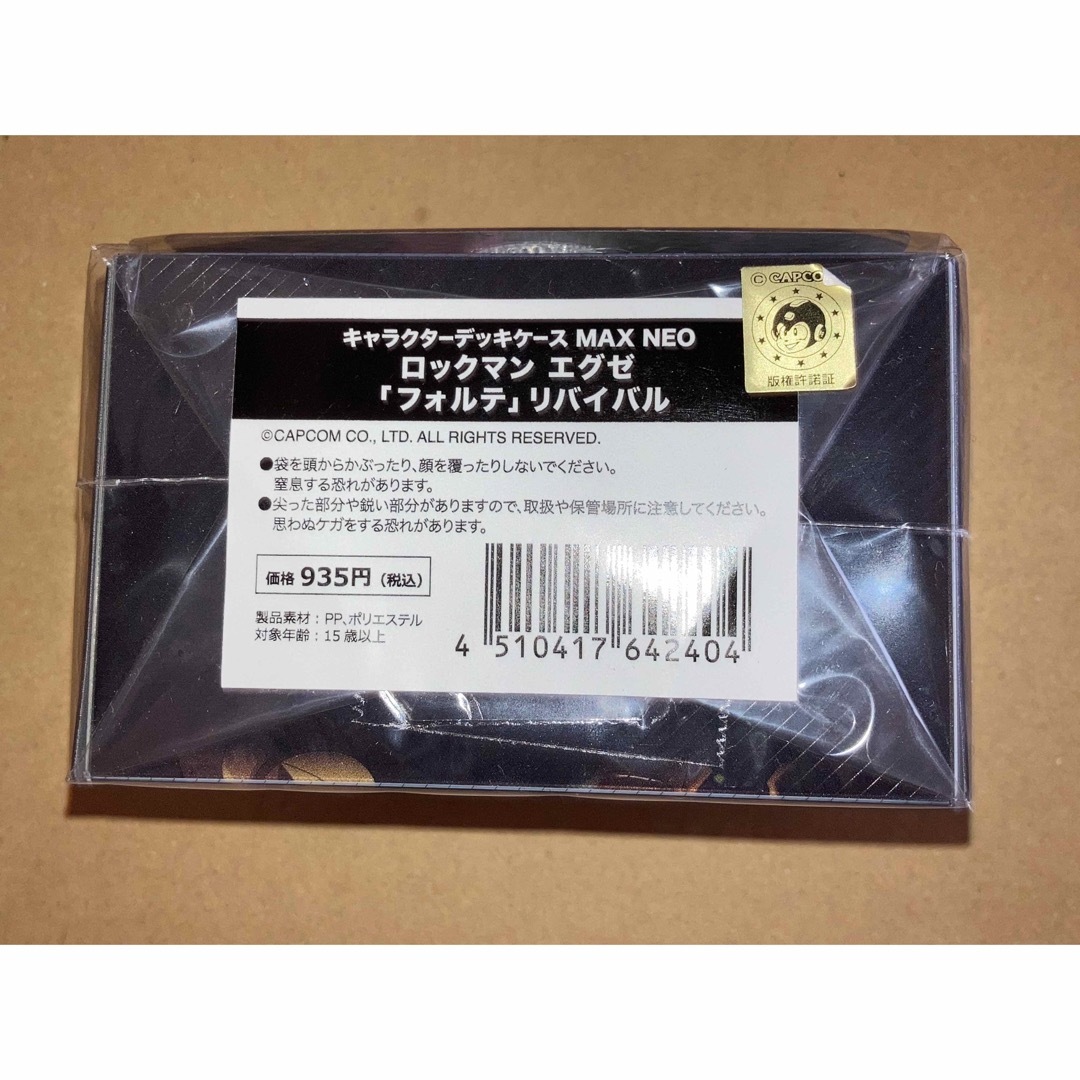 キャラクターデッキケース MAX NEO
ロックマン エグゼ
「フォルテ」リバイバル
© CAPCO
版権許諾証
©CAPCOM CO., LTD. ALL RIGHTS RESERVED.
●袋を頭からかぶったり、顔を覆ったりしないでください。
窒息する恐れがあります。
●尖った部分や鋭い部分がありますので、取扱や保管場所に注意してください。
思わぬケガをする恐れがあります。
価格 935円（税込）
製品素材：PP、ポリエステル
対象年齢：15歳以上
4 510417 642404